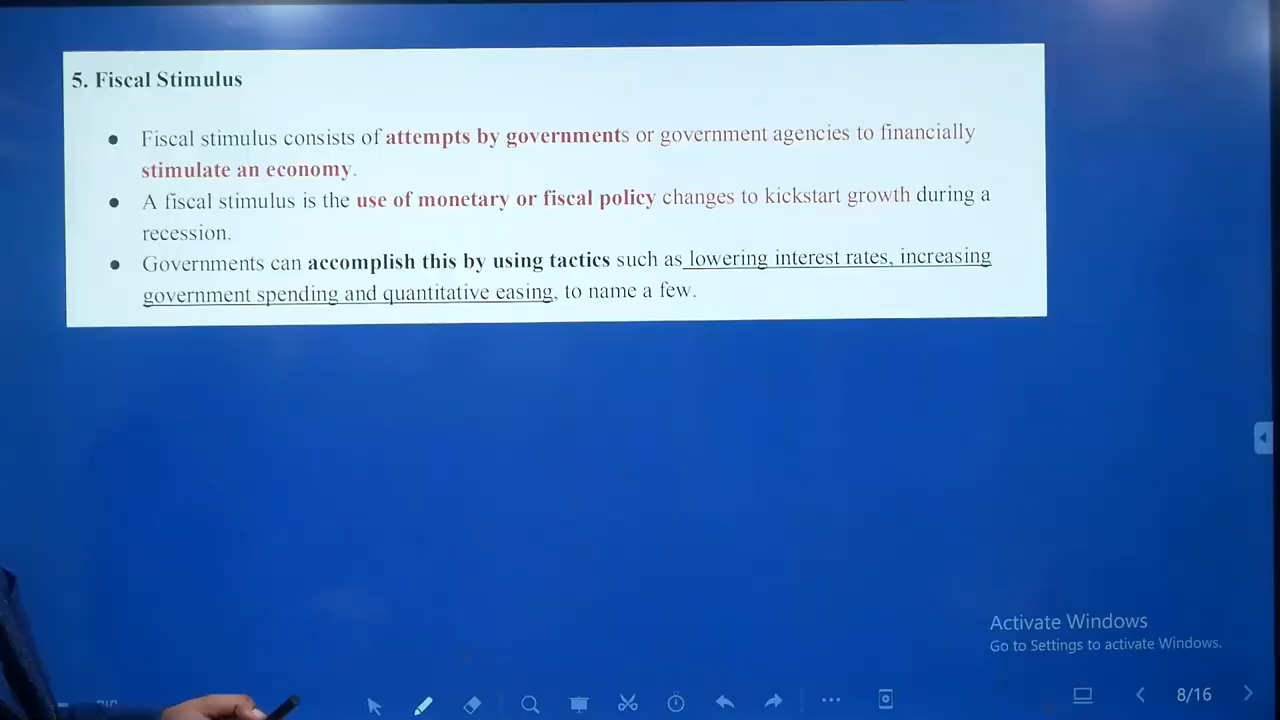 5. Fiscal Stimulus
● Fiscal stimulus consists of attempts by governments or government agencies to financially
stimulate an economy.
● A fiscal stimulus is the use of monetary or fiscal policy changes to kickstart growth during a
recession.
● Governments can accomplish this by using tactics such as lowering interest rates, increasing
government spending and quantitative easing, to name a few.
Activate Windows
Go to Settings to activate Windows.
8/16